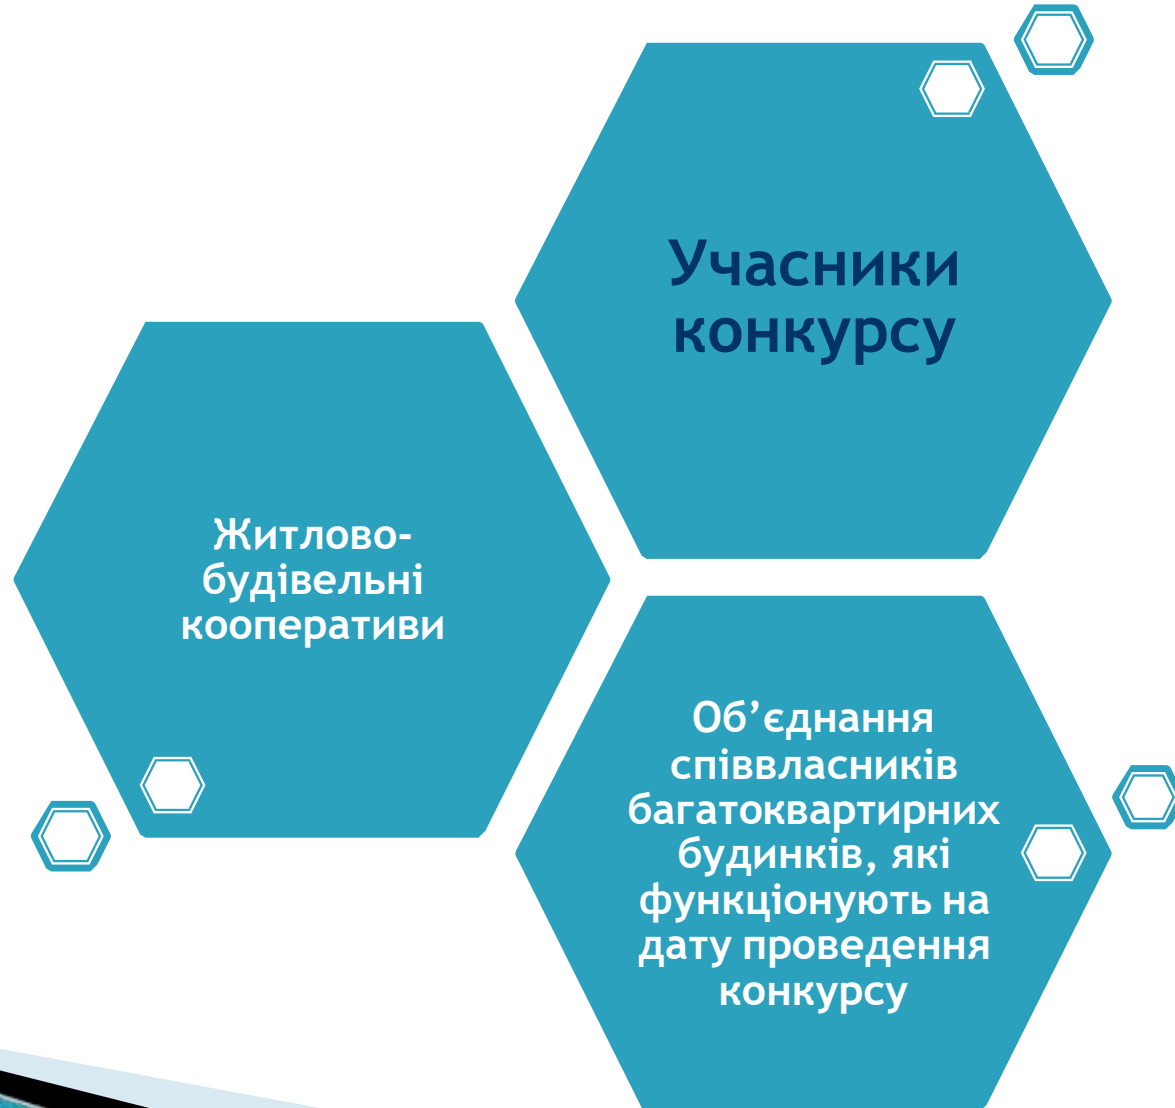 Учасники
конкурсу
Житлово-
будівельні
кооперативи
Об’єднання
співвласників
багатоквартирних
будинків, які
функціонують на
дату проведення
конкурсу